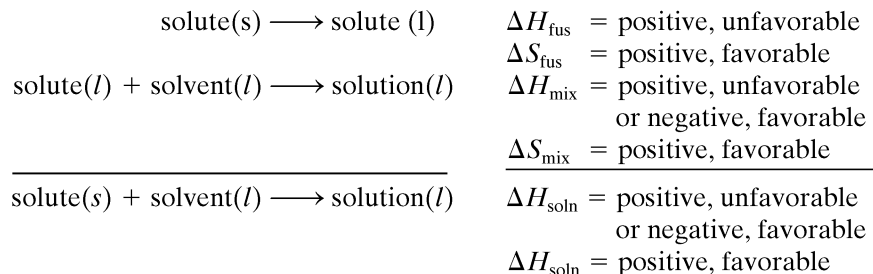 solute(s) ⟶ solute (l) ΔH_fus = positive, unfavorable
ΔS_fus = positive, favorable
solute(l) + solvent(l) ⟶ solution(l) ΔH_mix = positive, unfavorable
or negative, favorable
ΔS_mix = positive, favorable
solute(s) + solvent(l) ⟶ solution(l) ΔH_soln = positive, unfavorable
or negative, favorable
ΔH_soln = positive, favorable